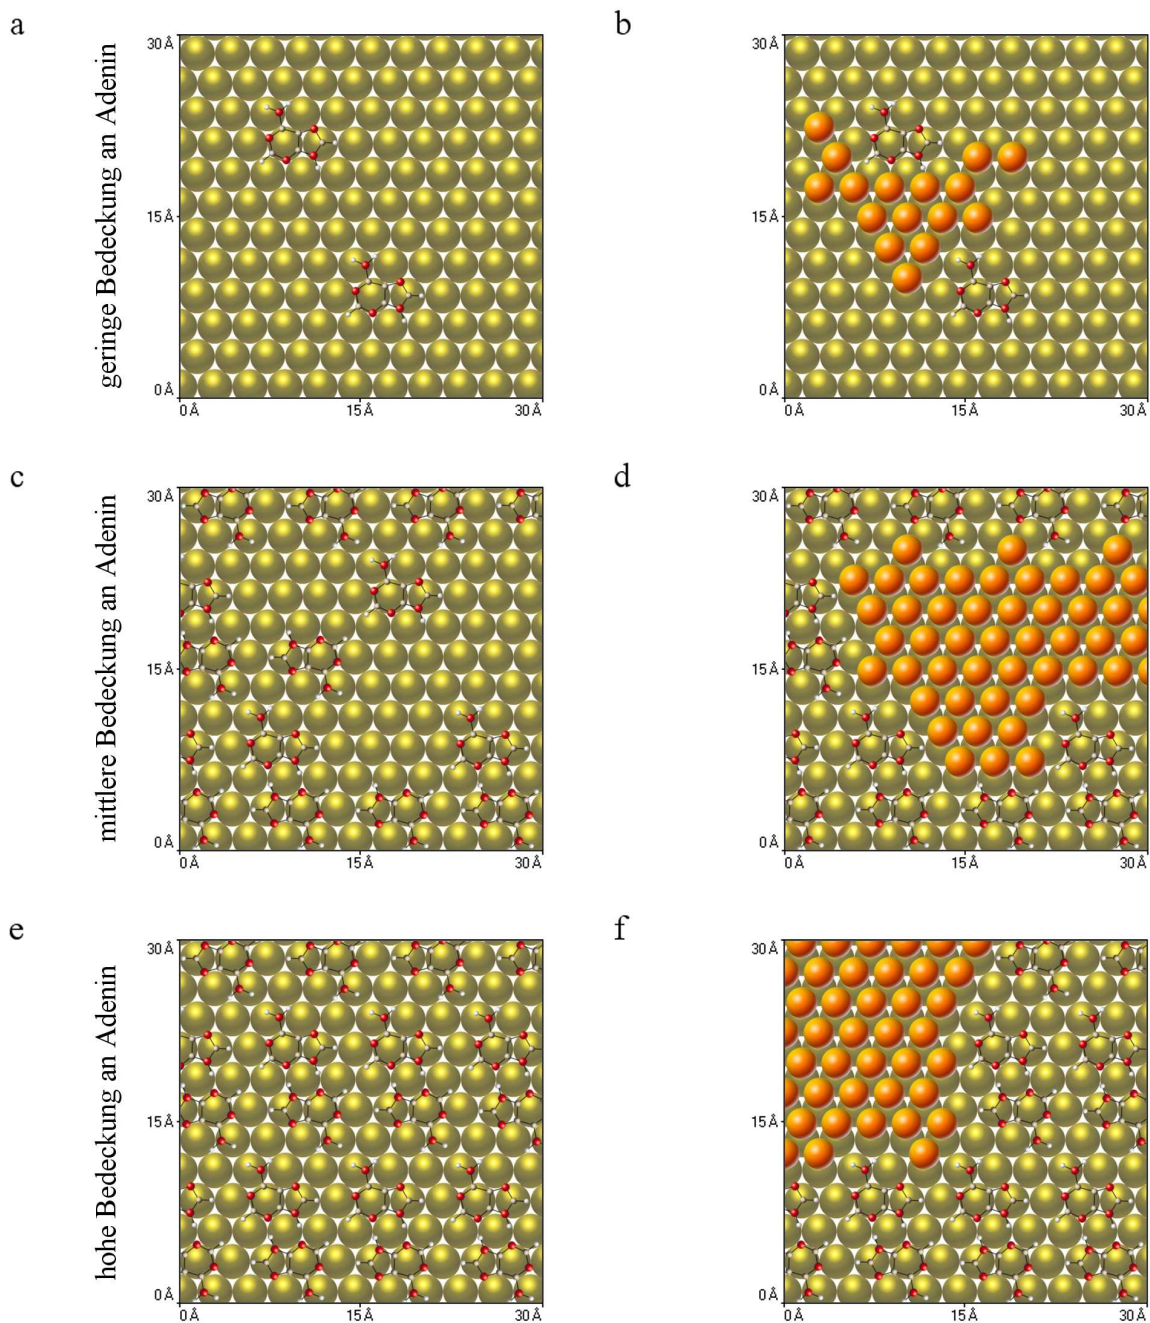 a
b
geringe Bedeckung an Adenin
30 Å
15 Å
0 Å
0 Å
15 Å
30 Å
30 Å
15 Å
0 Å
0 Å
15 Å
30 Å
c
d
mittlere Bedeckung an Adenin
30 Å
15 Å
0 Å
0 Å
15 Å
30 Å
30 Å
15 Å
0 Å
0 Å
15 Å
30 Å
e
f
hohe Bedeckung an Adenin
30 Å
15 Å
0 Å
0 Å
15 Å
30 Å
30 Å
15 Å
0 Å
0 Å
15 Å
30 Å